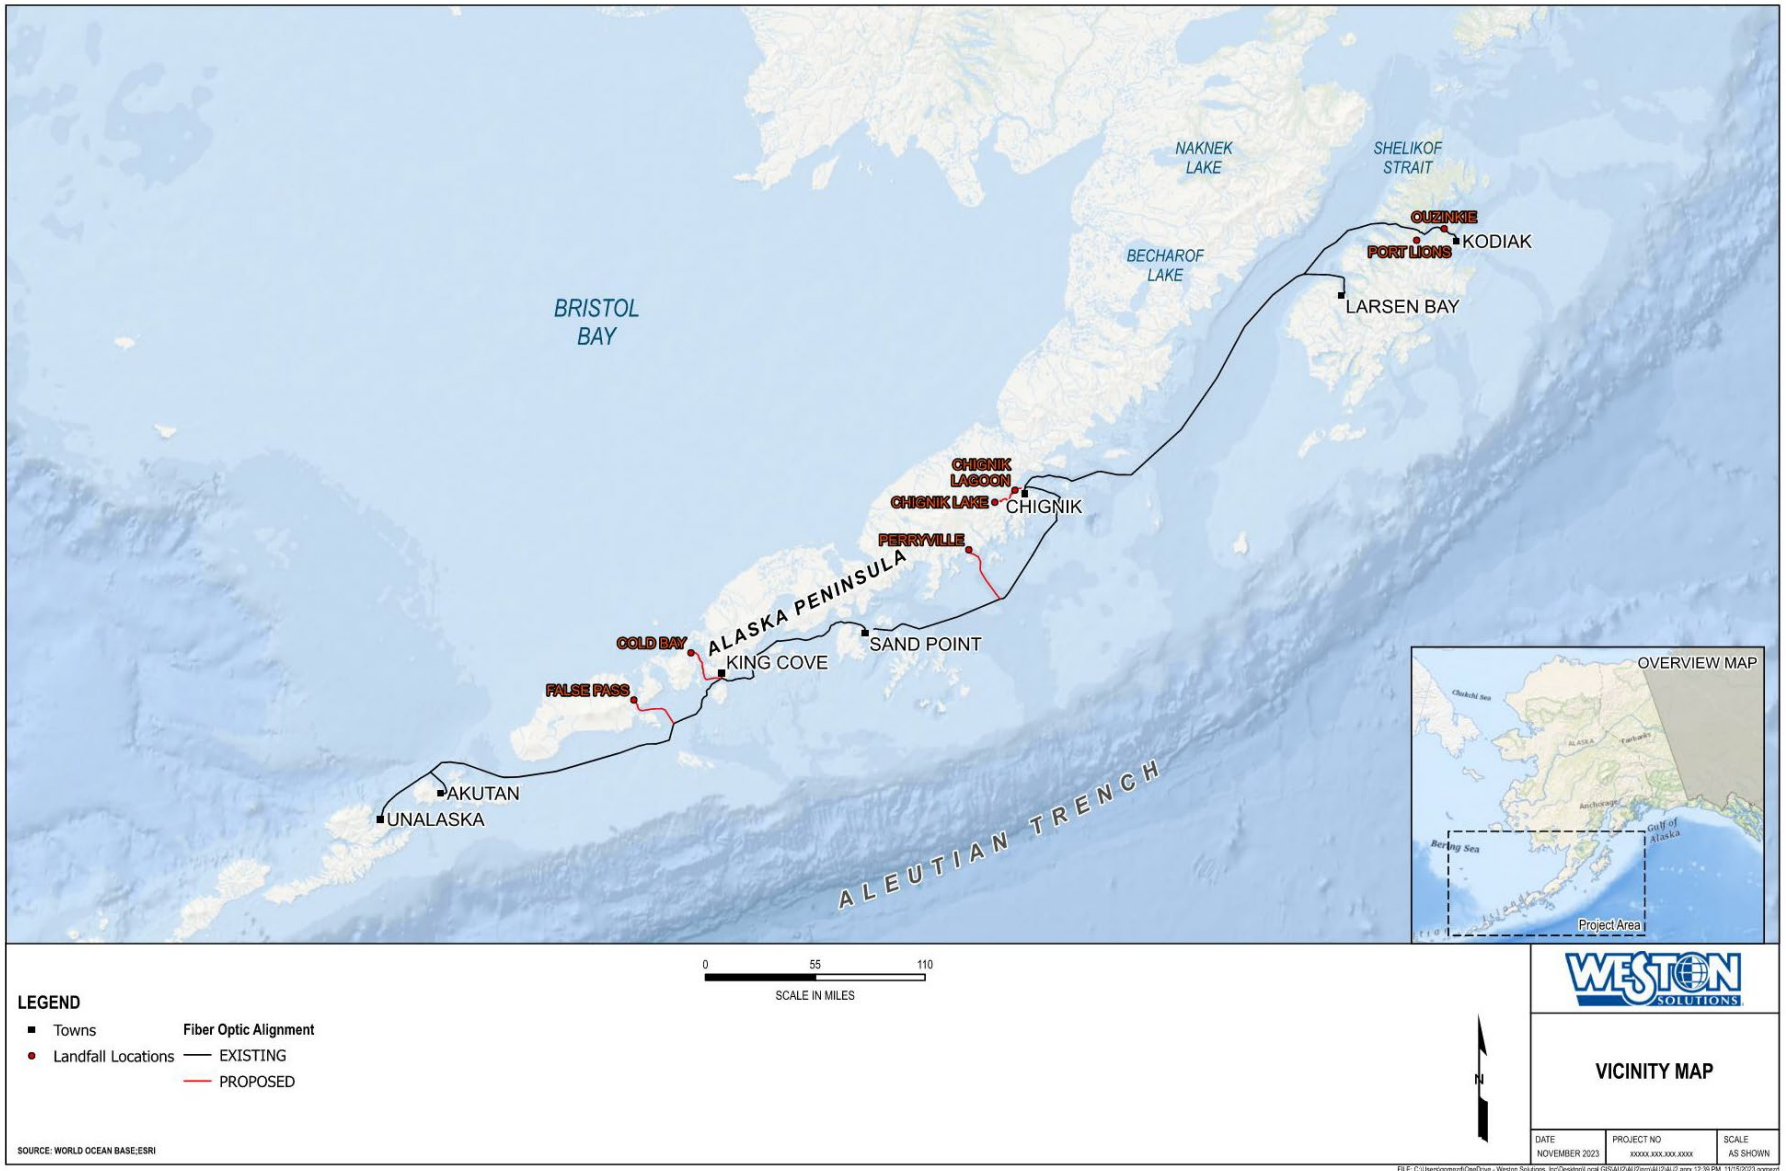 NAKNEK
LAKE
SHELIKOF
STRAIT
OUZINKIE
KODIAK
PORT LIONS
BECHAROF
LAKE
LARSEN BAY
BRISTOL
BAY
CHIGNIK
LAGOON
CHIGNIK LAKE
CHIGNIK
PERRYVILLE
ALASKA PENINSULA
COLD BAY
KING COVE
SAND POINT
FALSE PASS
AKUTAN
UNALASKA
ALEUTIAN TRENCH
OVERVIEW MAP
Chukchi Sea
ALASKA
Fairbanks
Anchorage
Gulf of
Alaska
Bering Sea
Project Area
0 55 110
SCALE IN MILES
LEGEND
Towns
Landfall Locations
Fiber Optic Alignment
EXISTING
PROPOSED
N
SOURCE: WORLD OCEAN BASE;ESRI
WESTON
SOLUTIONS
VICINITY MAP
DATE
NOVEMBER 2023
PROJECT NO
xxxxx.xxx.xxx.xxxx
SCALE
AS SHOWN